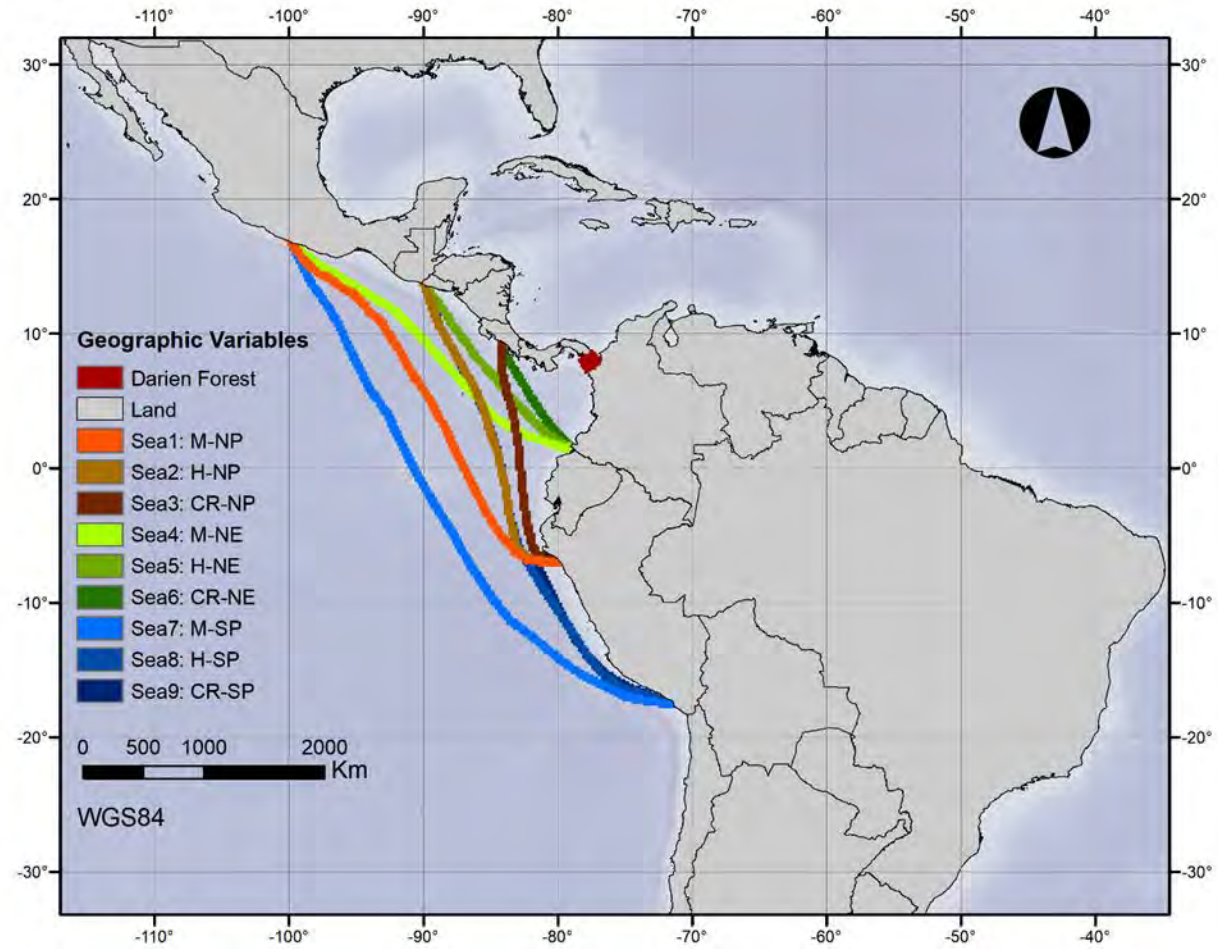 -110° -100° -90° -80° -70° -60° -50° -40°
30° 30°
20° 20°
10° 10°
Geographic Variables
Darien Forest
Land
Sea1: M-NP
Sea2: H-NP
0° 0°
Sea3: CR-NP
Sea4: M-NE
Sea5: H-NE
Sea6: CR-NE
-10° -10°
Sea7: M-SP
Sea8: H-SP
Sea9: CR-SP
-20° -20°
0 500 1000 2000
Km
WGS84
-30° -30°
-110° -100° -90° -80° -70° -60° -50° -40°